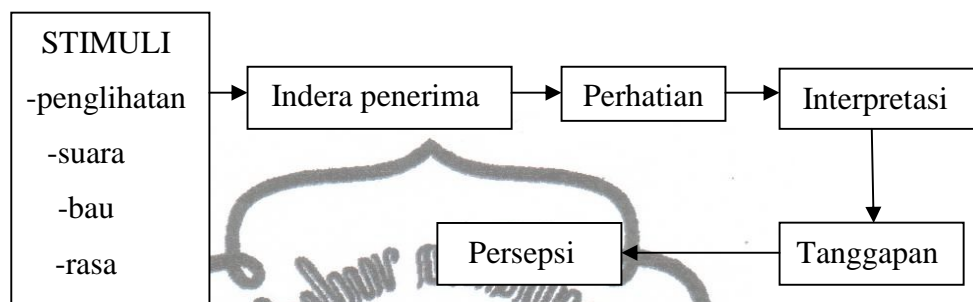 STIMULI
-penglihatan
-suara
-bau
-rasa
Indera penerima
Perhatian
Interpretasi
Tanggapan
Persepsi